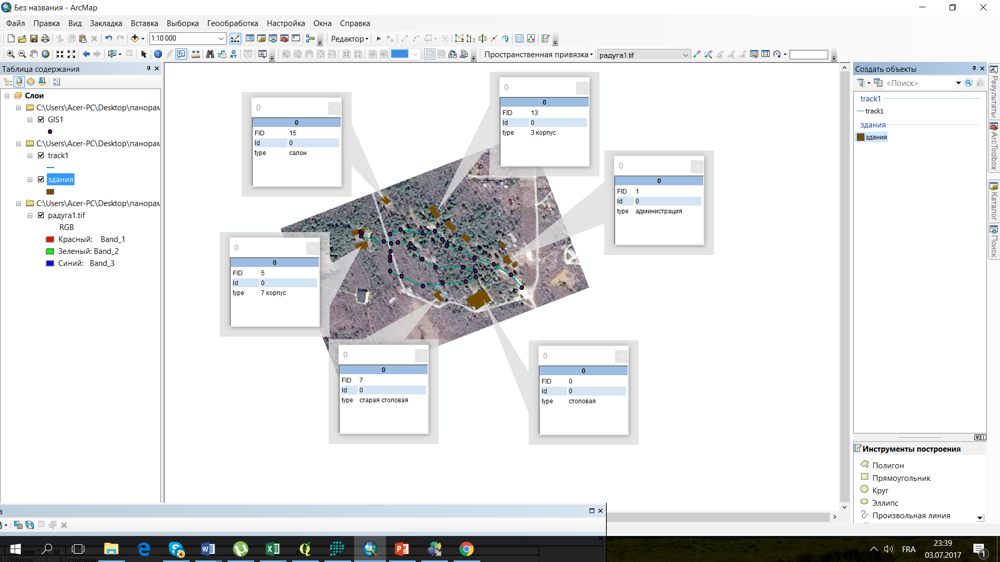 Без названия - ArcMap
Файл Правка Вид Закладка Вставка Выборка Геообработка Настройка Окна Справка
1:10 000
Редактор
100%
Пространственная привязка
радуга1.tif
Таблица содержания
Слои
C:\Users\Acer-PC\Desktop\панорам
GIS1
C:\Users\Acer-PC\Desktop\панорам
track1
здания
C:\Users\Acer-PC\Desktop\панорам
радуга1.tif
RGB
Красный: Band_1
Зеленый: Band_2
Синий: Band_3
0
0
FID 15
Id 0
type салон
0
0
FID 13
Id 0
type 3 корпус
0
0
FID 1
Id 0
type администрация
0
0
FID 5
Id 0
type 7 корпус
0
0
FID 7
Id 0
type старая столовая
0
0
FID 0
Id 0
type столовая
Создать объекты
<Поиск>
track1
track1
здания
здания
Инструменты построения
Полигон
Прямоугольник
Круг
Эллипс
Произвольная линия
Результаты
ArcToolbox
Каталог
Поиск
а
Id
Полигон 0 столовая
4
FRA
23:39
03.07.2017
1